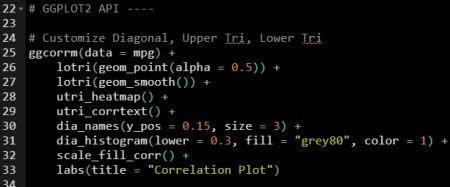 22 # GGPLOT2 API ----
23
24 # Customize Diagonal, Upper Tri, Lower Tri
25 ggcorrm(data = mpg) +
26 lotri(geom_point(alpha = 0.5)) +
27 lotri(geom_smooth()) +
28 utri_heatmap() +
29 utri_corrtext() +
30 dia_names(y_pos = 0.15, size = 3) +
31 dia_histogram(lower = 0.3, fill = "grey80", color = 1) +
32 scale_fill_corr() +
33 labs(title = "Correlation Plot")
34